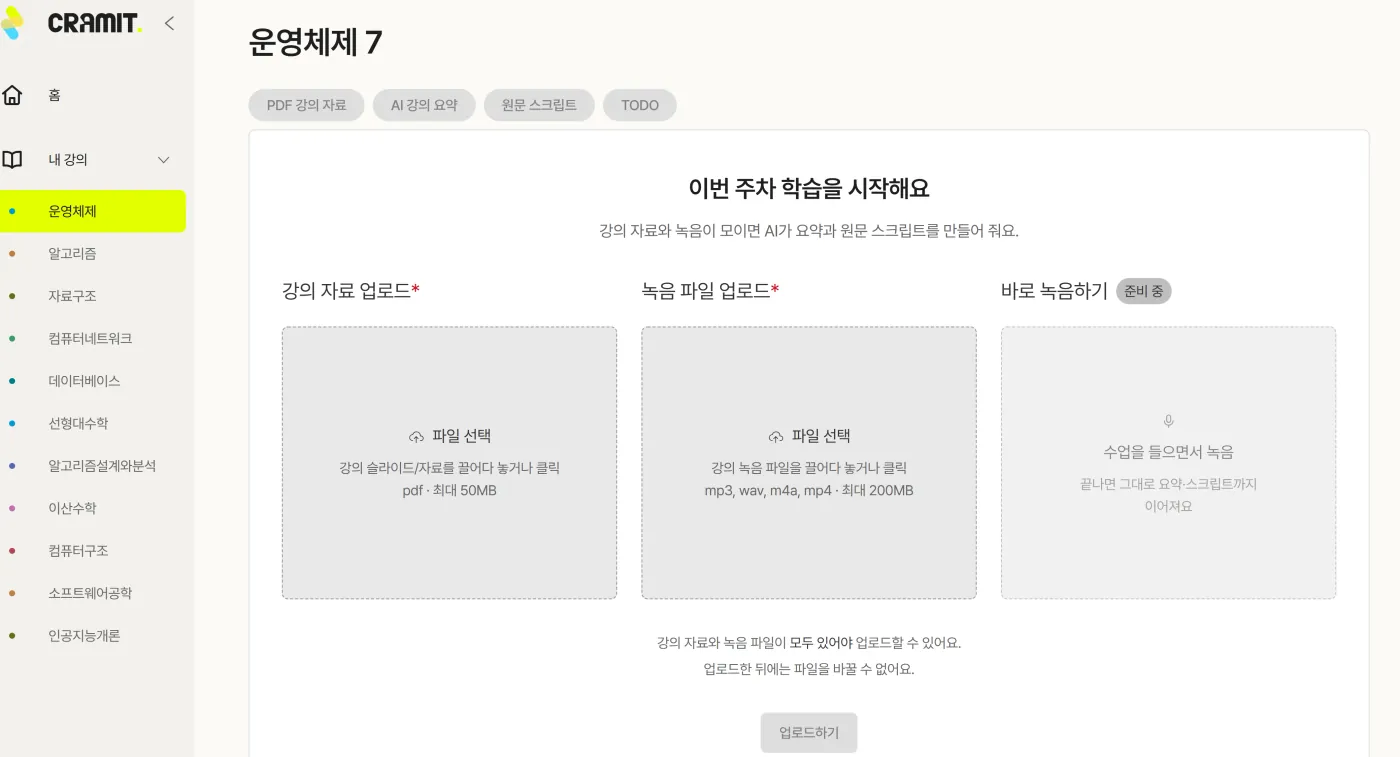 CRAMIT.
홈
내 강의
운영체제
알고리즘
자료구조
컴퓨터네트워크
데이터베이스
선형대수학
알고리즘설계와분석
이산수학
컴퓨터구조
소프트웨어공학
인공지능개론
운영체제 7
PDF 강의 자료
AI 강의 요약
원문 스크립트
TODO
이번 주차 학습을 시작해요
강의 자료와 녹음이 모이면 AI가 요약과 원문 스크립트를 만들어 줘요.
강의 자료 업로드*
파일 선택
강의 슬라이드/자료를 끌어다 놓거나 클릭
pdf · 최대 50MB
녹음 파일 업로드*
파일 선택
강의 녹음 파일을 끌어다 놓거나 클릭
mp3, wav, m4a, mp4 · 최대 200MB
바로 녹음하기 준비 중
수업을 들으면서 녹음
끝나면 그대로 요약·스크립트까지
이어져요
강의 자료와 녹음 파일이 모두 있어야 업로드할 수 있어요.
업로드한 뒤에는 파일을 바꿀 수 없어요.
업로드하기